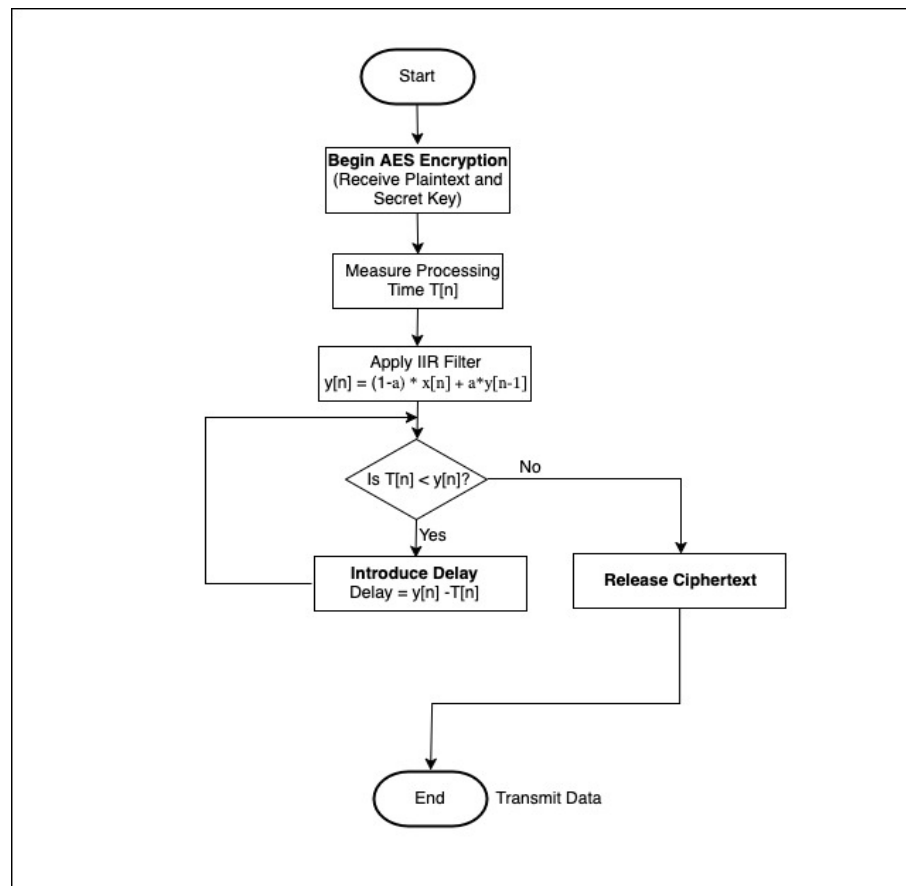 Start
Begin AES Encryption
(Receive Plaintext and
Secret Key)
Measure Processing
Time T[n]
Apply IIR Filter
y[n] = (1-a) * x[n] + a*y[n-1]
Is T[n] < y[n]?
No
Yes
Introduce Delay
Delay = y[n] -T[n]
Release Ciphertext
End
Transmit Data